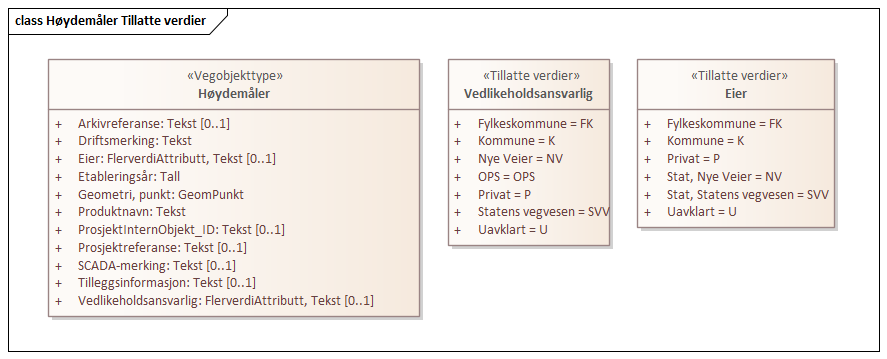 class Høydemåler Tillatte verdier
«Vegobjekttype»
Høydemåler
+ Arkivreferanse: Tekst [0..1]
+ Driftsmerking: Tekst
+ Eier: FlerverdiAttributt, Tekst [0..1]
+ Etableringsår: Tall
+ Geometri, punkt: GeomPunkt
+ Produktnavn: Tekst
+ ProsjektInternObjekt_ID: Tekst [0..1]
+ Prosjektreferanse: Tekst [0..1]
+ SCADA-merking: Tekst [0..1]
+ Tilleggsinformasjon: Tekst [0..1]
+ Vedlikeholdsansvarlig: FlerverdiAttributt, Tekst [0..1]
«Tillatte verdier»
Vedlikeholdsansvarlig
+ Fylkeskommune = FK
+ Kommune = K
+ Nye Veier = NV
+ OPS = OPS
+ Privat = P
+ Statens vegvesen = SVV
+ Uavklart = U
«Tillatte verdier»
Eier
+ Fylkeskommune = FK
+ Kommune = K
+ Privat = P
+ Stat, Nye Veier = NV
+ Stat, Statens vegvesen = SVV
+ Uavklart = U